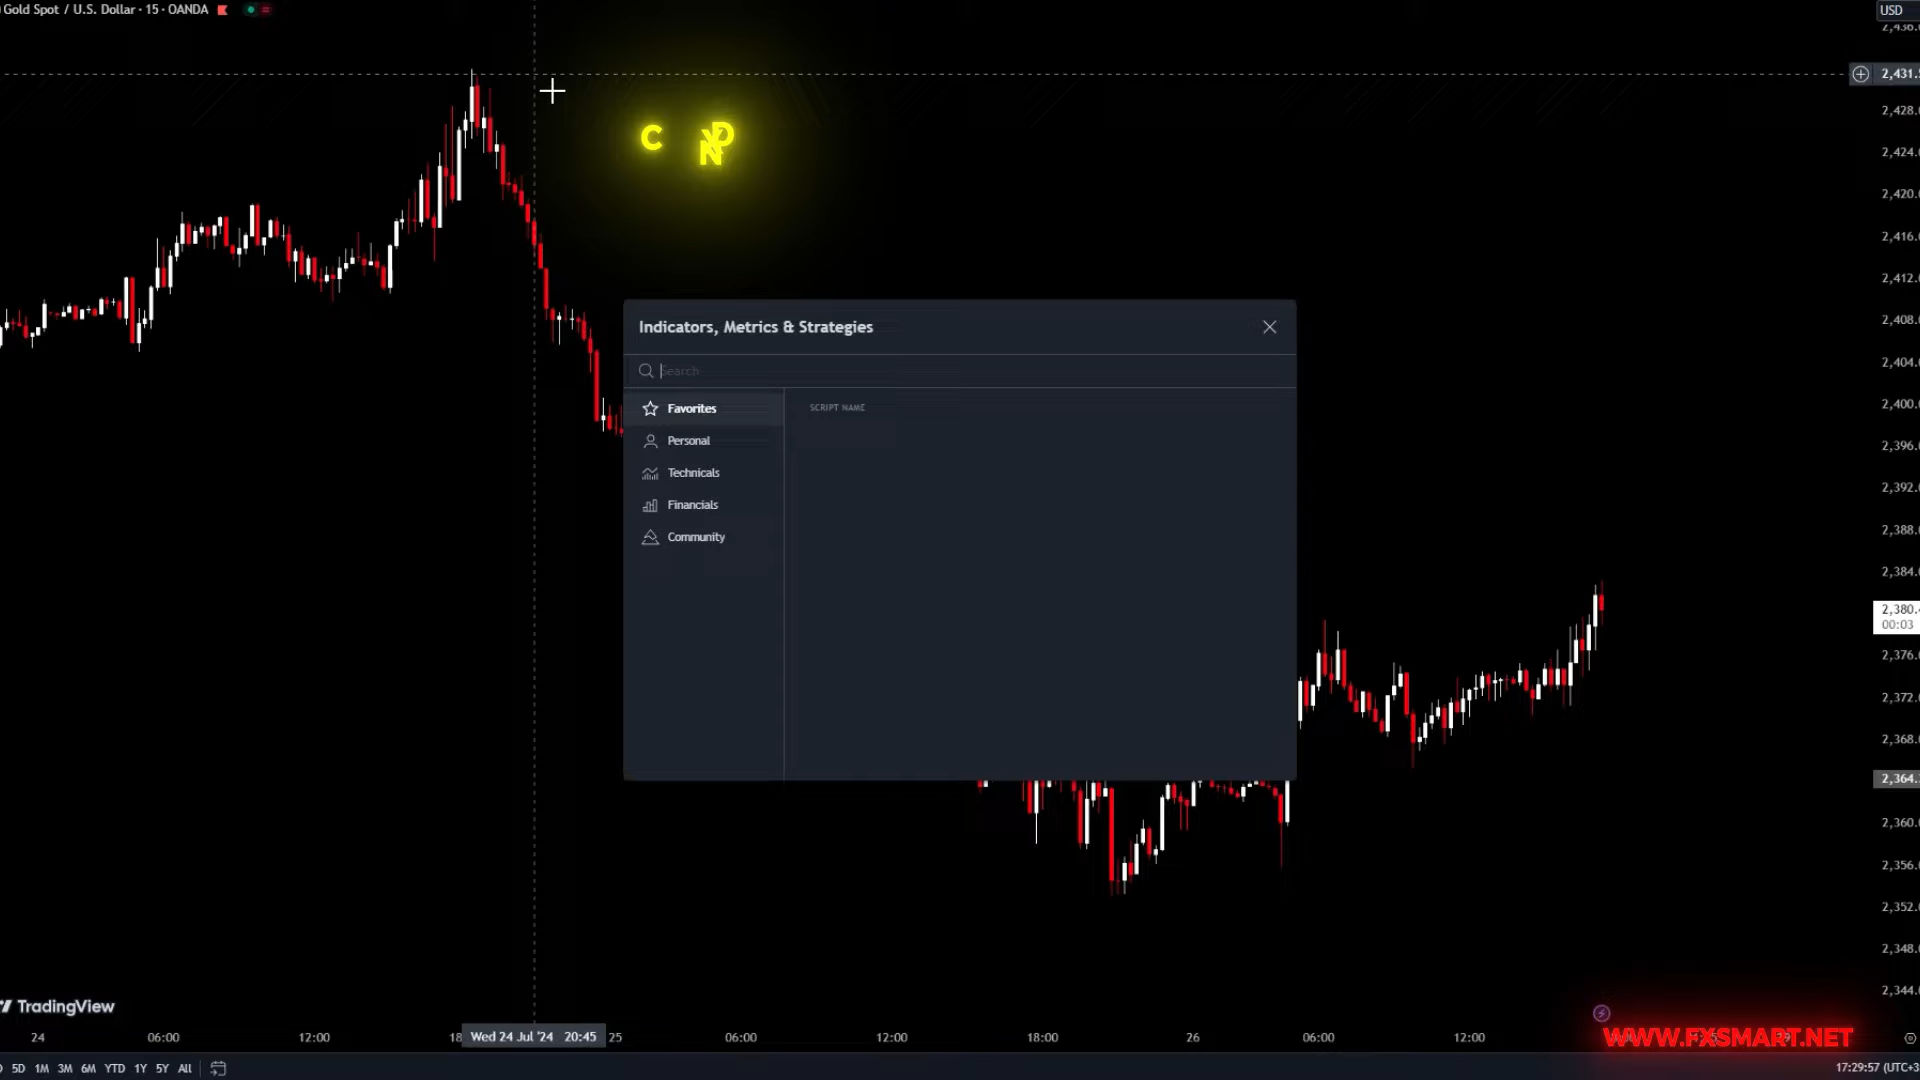 Gold Spot / U.S. Dollar · 15 · OANDA
USD
2,431.
2,428.
C
2,424.
2,420.
2,416.
2,412.
2,408.
Indicators, Metrics & Strategies
Search
2,404.
Favorites
SCRIPT NAME
2,400.
Personal
2,396.
Technicals
2,392.
Financials
2,388.
Community
2,384.
2,380.
00:03
2,376.
2,372.
2,368.
2,364.
2,360.
2,356.
2,352.
2,348.
2,344.
TradingView
24 06:00 12:00 18 Wed 24 Jul '24 20:45 25 06:00 12:00 18:00 26 06:00 12:00
WWW.FXSMART.NET
5D 1M 3M 6M YTD 1Y 5Y All
17:29:57 (UTC+3